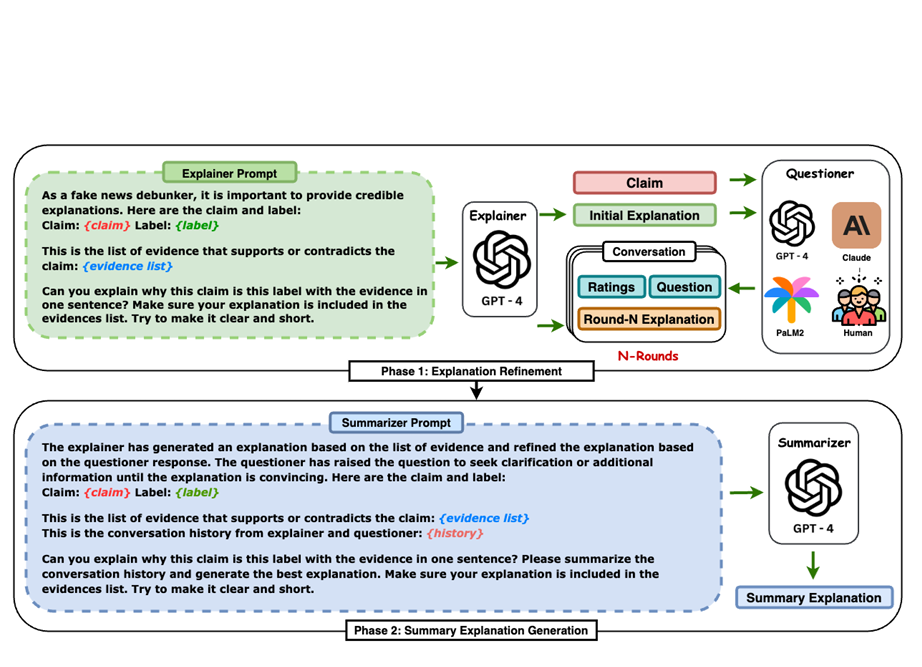 Explainer Prompt
As a fake news debunker, it is important to provide credible
explanations. Here are the claim and label:
Claim: {claim} Label: {label}
This is the list of evidence that supports or contradicts the
claim: {evidence list}
Can you explain why this claim is this label with the evidence in
one sentence? Make sure your explanation is included in the
evidences list. Try to make it clear and short.
Explainer
GPT - 4
Claim
Initial Explanation
Conversation
Ratings
Question
Round-N Explanation
N-Rounds
Questioner
GPT - 4
A\
Claude
PaLM2
Human
Phase 1: Explanation Refinement
Summarizer Prompt
The explainer has generated an explanation based on the list of evidence and refined the explanation based
on the questioner response. The questioner has raised the question to seek clarification or additional
information until the explanation is convincing. Here are the claim and label:
Claim: {claim} Label: {label}
This is the list of evidence that supports or contradicts the claim: {evidence list}
This is the conversation history from explainer and questioner: {history}
Can you explain why this claim is this label with the evidence in one sentence? Please summarize the
conversation history and generate the best explanation. Make sure your explanation is included in the
evidences list. Try to make it clear and short.
Summarizer
GPT - 4
Summary Explanation
Phase 2: Summary Explanation Generation